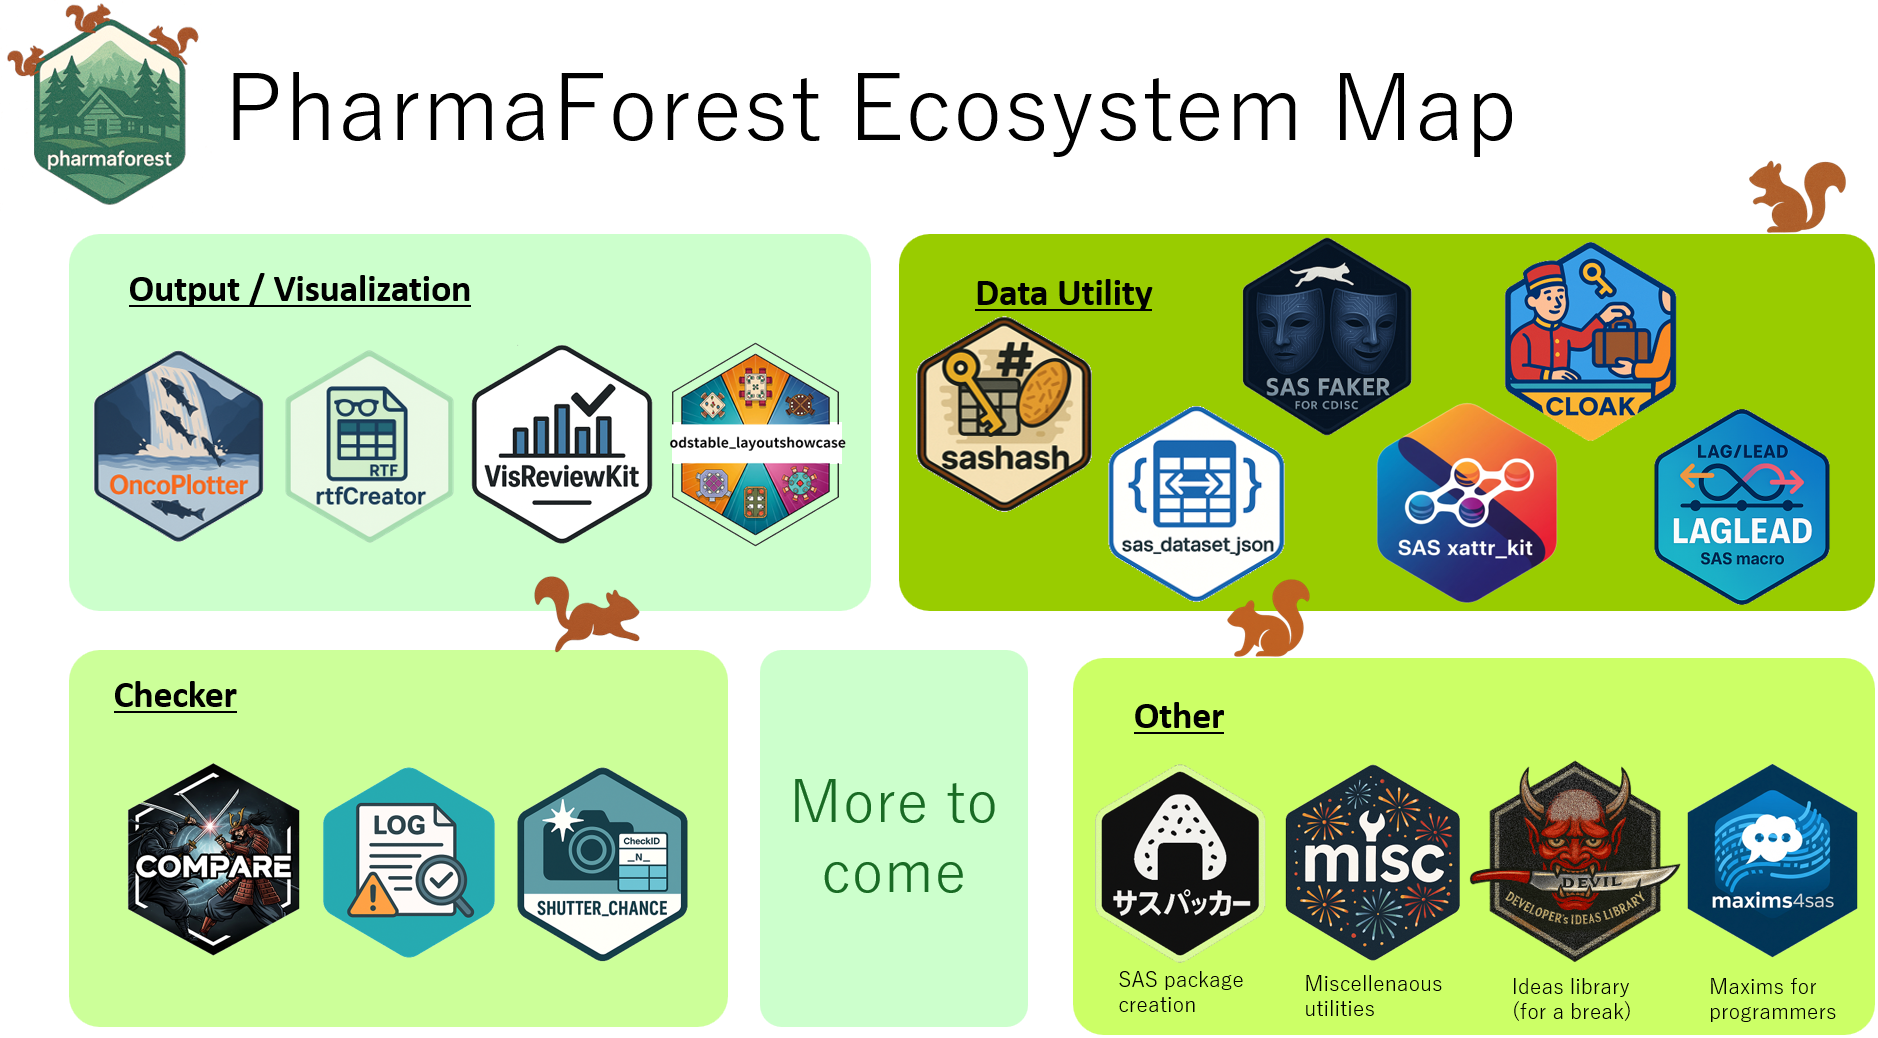 pharmaforest
PharmaForest Ecosystem Map
Output / Visualization
OncoPlotter
RTF
rtfCreator
VisReviewKit
odstable_layoutshowcase
Data Utility
#
sashash
{ }
sas_dataset_json
SAS FAKER
FOR CDISC
SAS xattr_kit
CLOAK
LAG/LEAD
LAGLEAD
SAS macro
Checker
COMPARE
LOG
CheckID
_N_
SHUTTER_CHANCE
More to
come
Other
サスパッカー
SAS package
creation
misc
Miscellenaous
utilities
DEVIL
DEVELOPER's IDEAS LIBRARY
Ideas library
(for a break)
maxims4sas
Maxims for
programmers